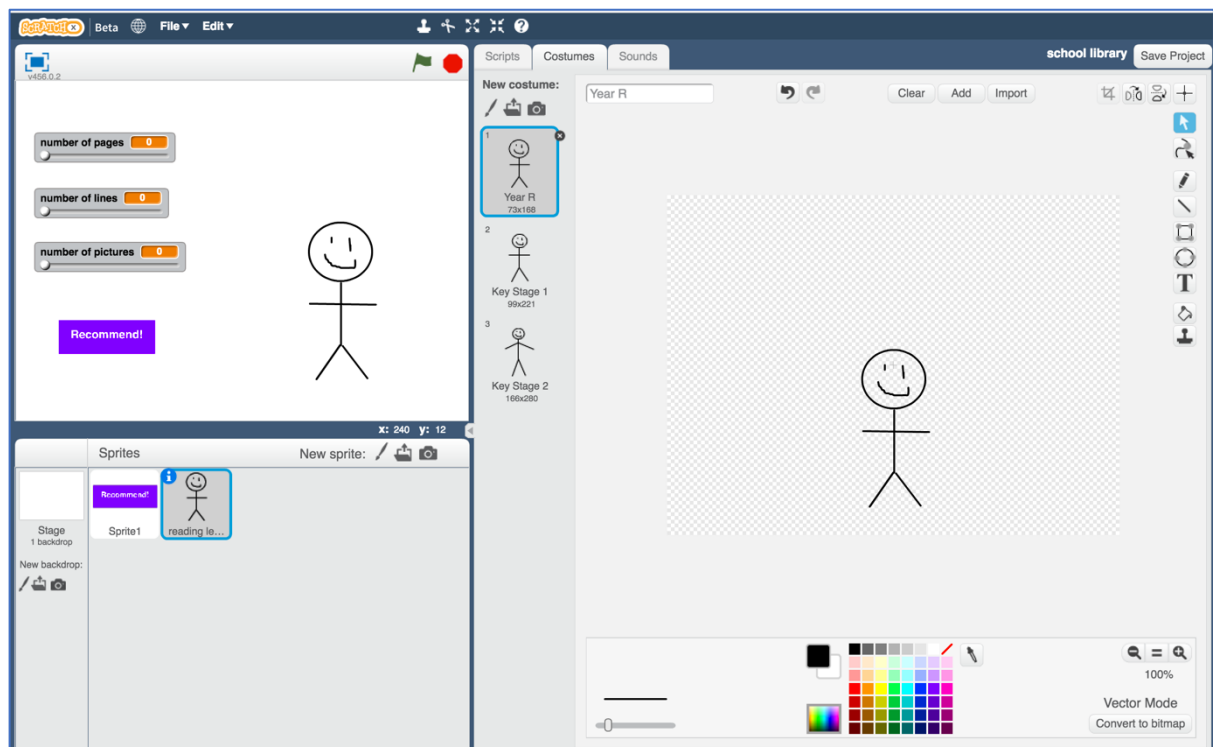 SCRATCHX Beta File▾ Edit▾
v456.0.2
number of pages 0
number of lines 0
number of pictures 0
Recommend!
x: 240 y: 12
Sprites New sprite:
Stage
1 backdrop
New backdrop:
Recommend!
Sprite1
reading le...
Scripts Costumes Sounds
school library Save Project
New costume:
1
Year R
73x168
2
Key Stage 1
99x221
3
Key Stage 2
166x280
Year R Clear Add Import
T
100%
Vector Mode
Convert to bitmap